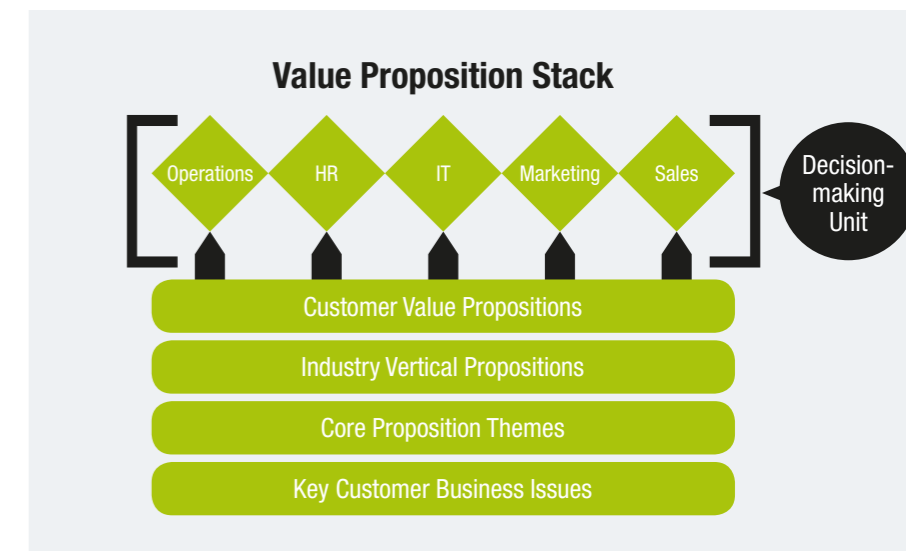 Value Proposition Stack
Operations
HR
IT
Marketing
Sales
Decision-
making
Unit
Customer Value Propositions
Industry Vertical Propositions
Core Proposition Themes
Key Customer Business Issues